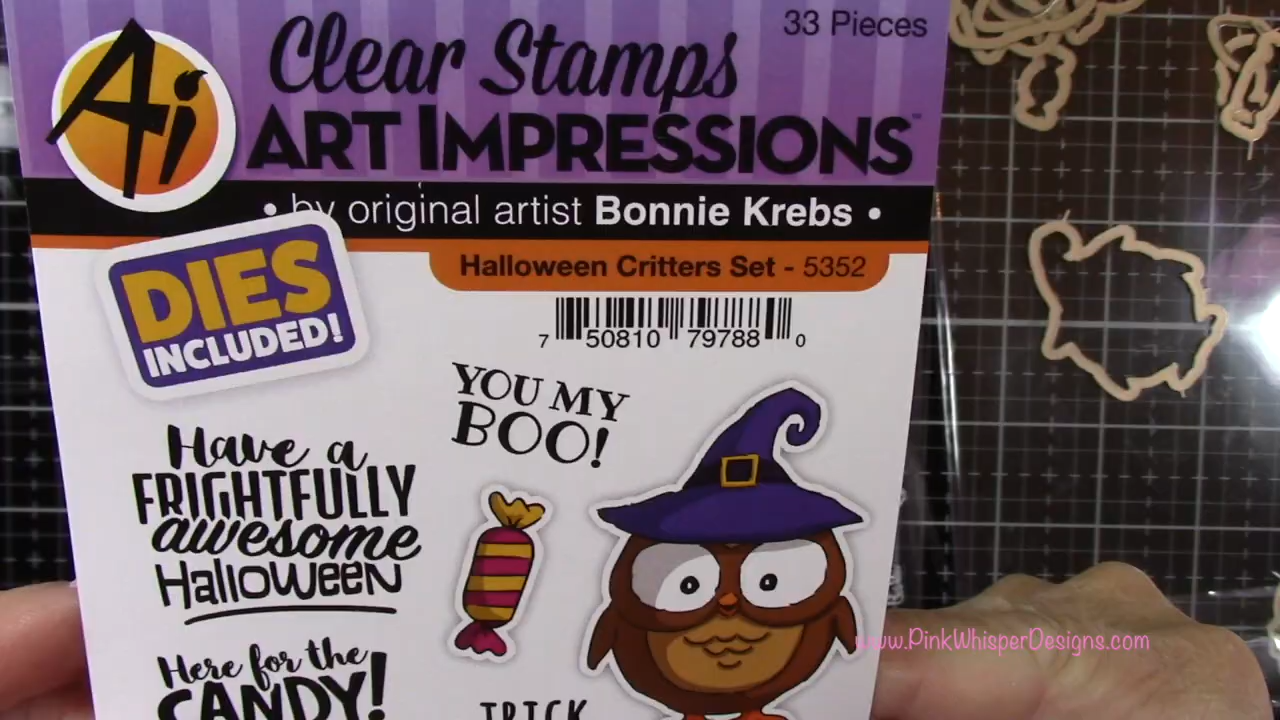 33 Pieces
Ai
Clear Stamps
ART IMPRESSIONS™
• by original artist Bonnie Krebs •
DIES
INCLUDED!
Halloween Critters Set - 5352
7 50810 79788 0
YOU MY
BOO!
Have a
FRIGHTFULLY
awesome
Halloween
Here for the
CANDY!
TRICK
www.PinkWhisperDesigns.com